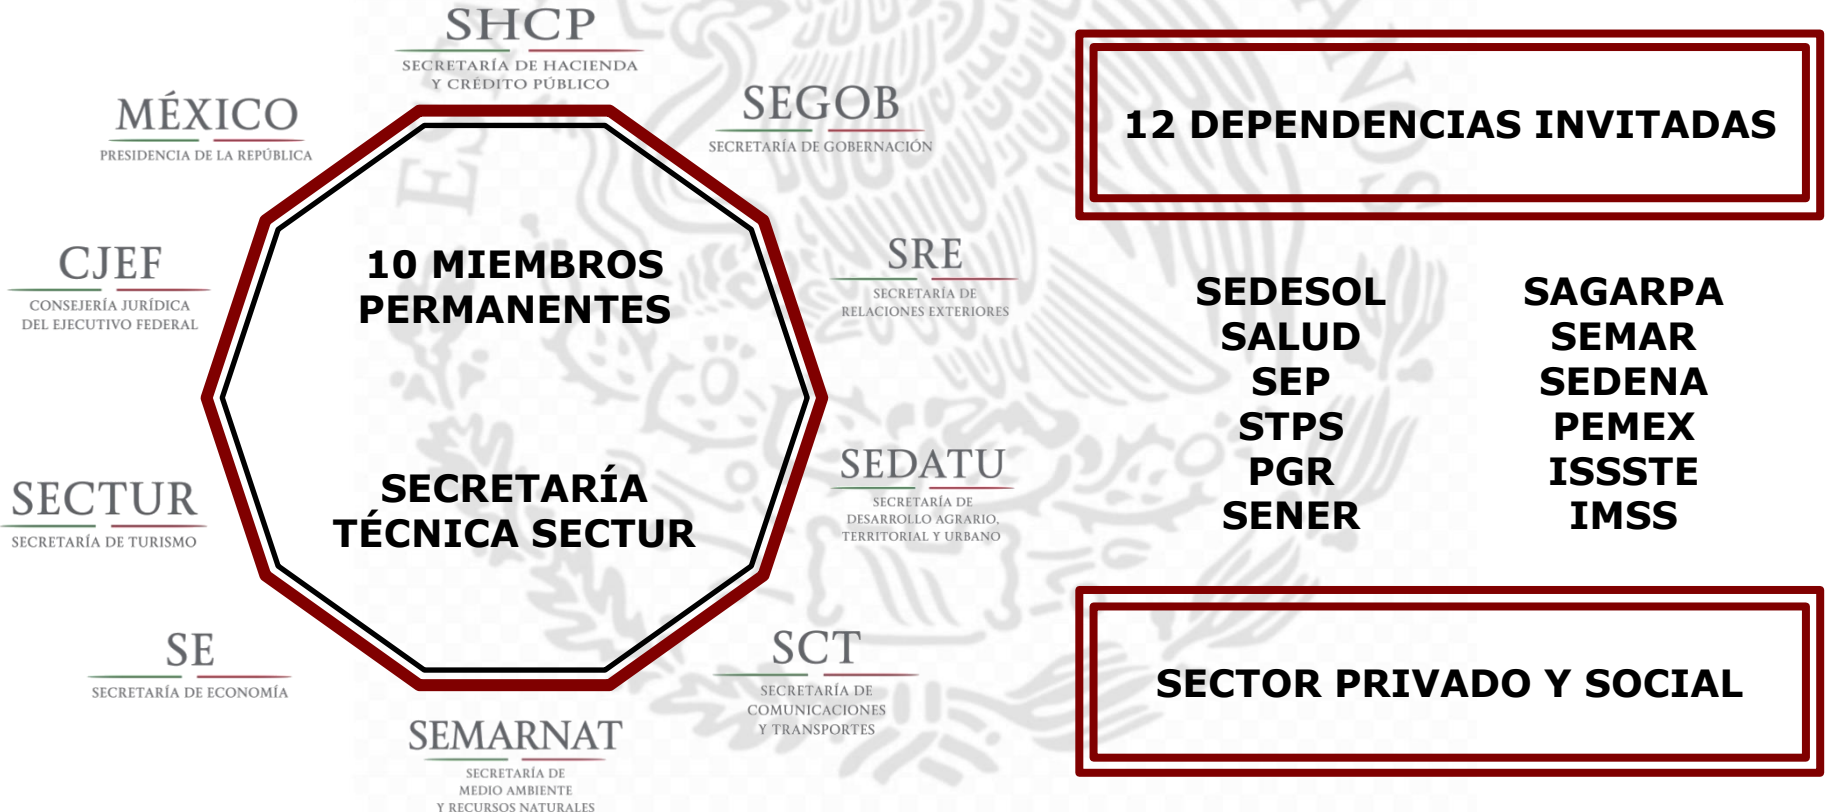 SHCP
SECRETARÍA DE HACIENDA
Y CRÉDITO PÚBLICO
MÉXICO
PRESIDENCIA DE LA REPÚBLICA
SEGOB
SECRETARÍA DE GOBERNACIÓN
CJEF
CONSEJERÍA JURÍDICA
DEL EJECUTIVO FEDERAL
SRE
SECRETARÍA DE
RELACIONES EXTERIORES
10 MIEMBROS
PERMANENTES
SECRETARÍA
TÉCNICA SECTUR
SECTUR
SECRETARÍA DE TURISMO
SEDATU
SECRETARÍA DE
DESARROLLO AGRARIO,
TERRITORIAL Y URBANO
SE
SECRETARÍA DE ECONOMÍA
SCT
SECRETARÍA DE
COMUNICACIONES
Y TRANSPORTES
SEMARNAT
SECRETARÍA DE
MEDIO AMBIENTE
Y RECURSOS NATURALES
12 DEPENDENCIAS INVITADAS
SEDESOL
SALUD
SEP
STPS
PGR
SENER
SAGARPA
SEMAR
SEDENA
PEMEX
ISSSTE
IMSS
SECTOR PRIVADO Y SOCIAL